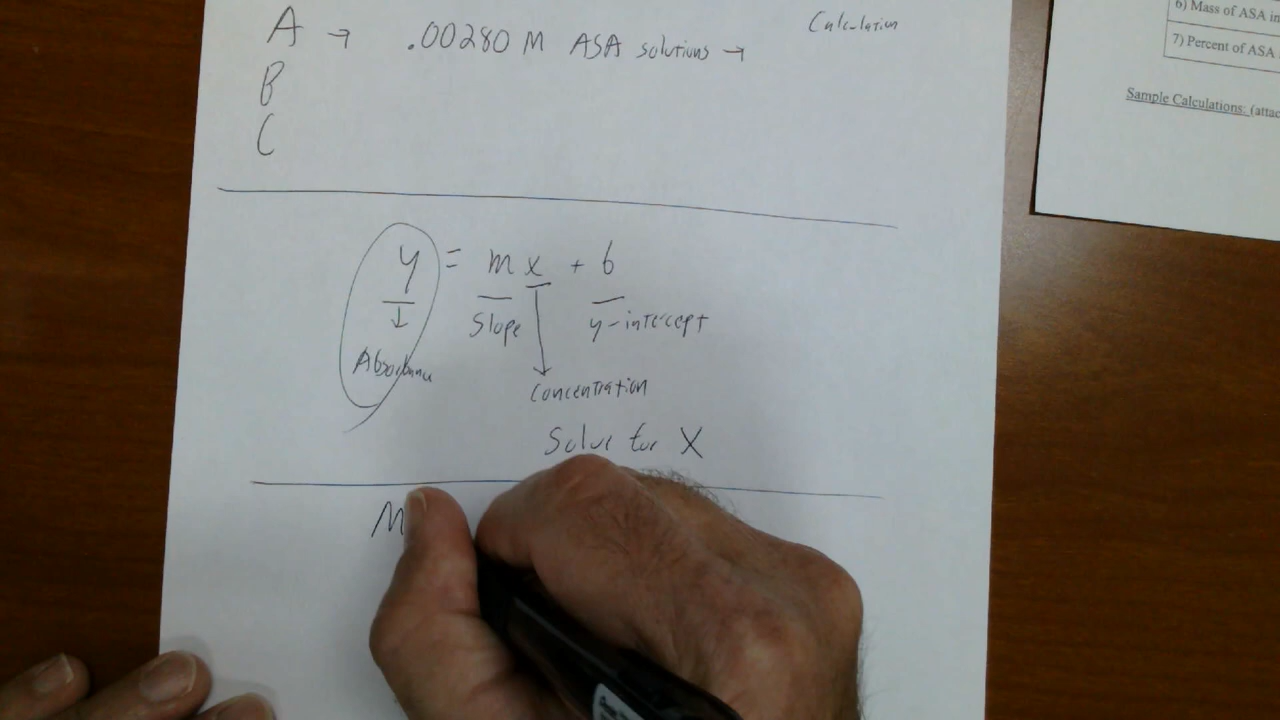 Calculation
A → .00280 M ASA solutions →
B
C
y = mx + b
Slope y-intercept
Absorbance
Concentration
Solve for X
M
6) Mass of ASA in
7) Percent of ASA
Sample Calculations: (attac